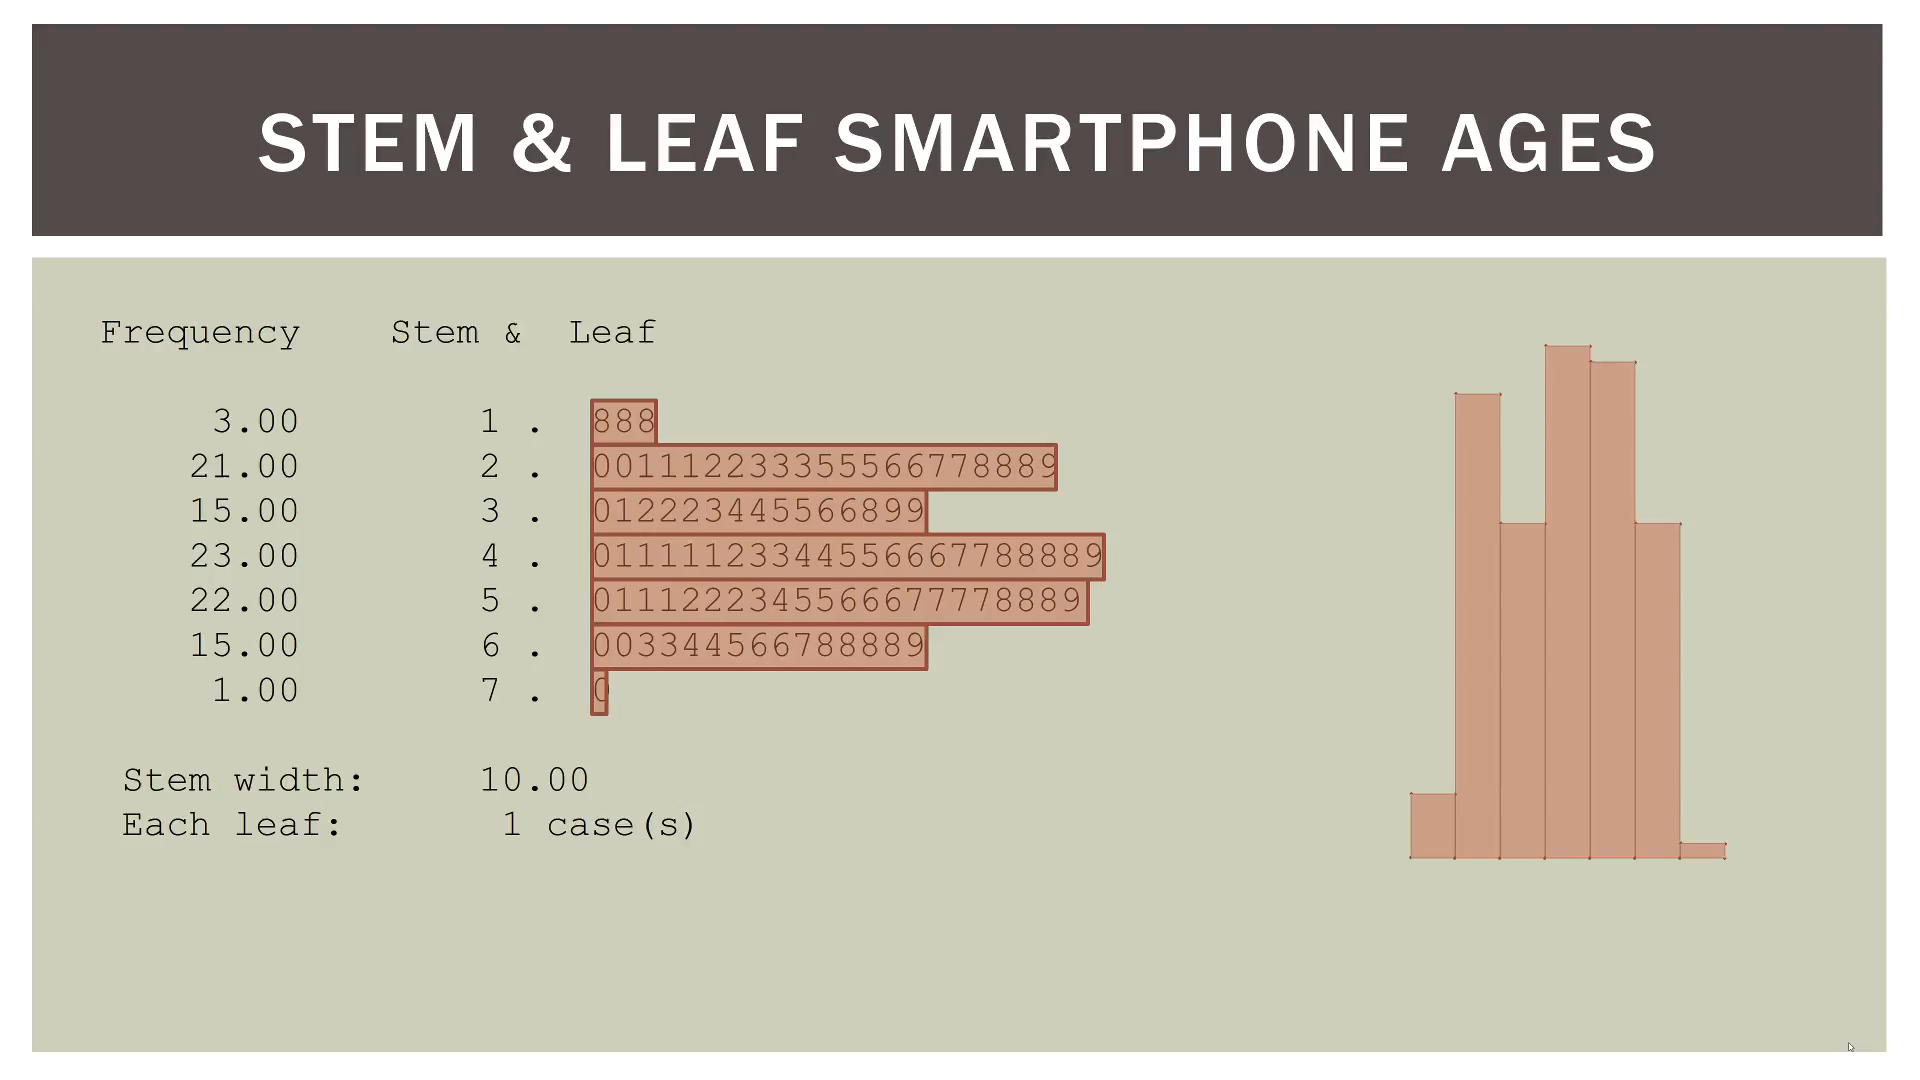 STEM & LEAF SMARTPHONE AGES
Frequency Stem & Leaf
3.00 1 . 888
21.00 2 . 001112233355566778889
15.00 3 . 012223445566899
23.00 4 . 01111123344556667788889
22.00 5 . 0111222345566677778889
15.00 6 . 003344566788889
1.00 7 . 0
Stem width: 10.00
Each leaf: 1 case(s)